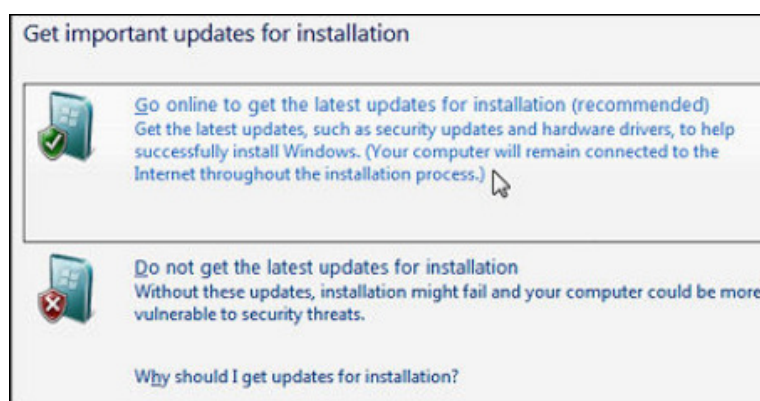 Get important updates for installation
Go online to get the latest updates for installation (recommended)
Get the latest updates, such as security updates and hardware drivers, to help
successfully install Windows. (Your computer will remain connected to the
Internet throughout the installation process.)
Do not get the latest updates for installation
Without these updates, installation might fail and your computer could be more
vulnerable to security threats.
Why should I get updates for installation?